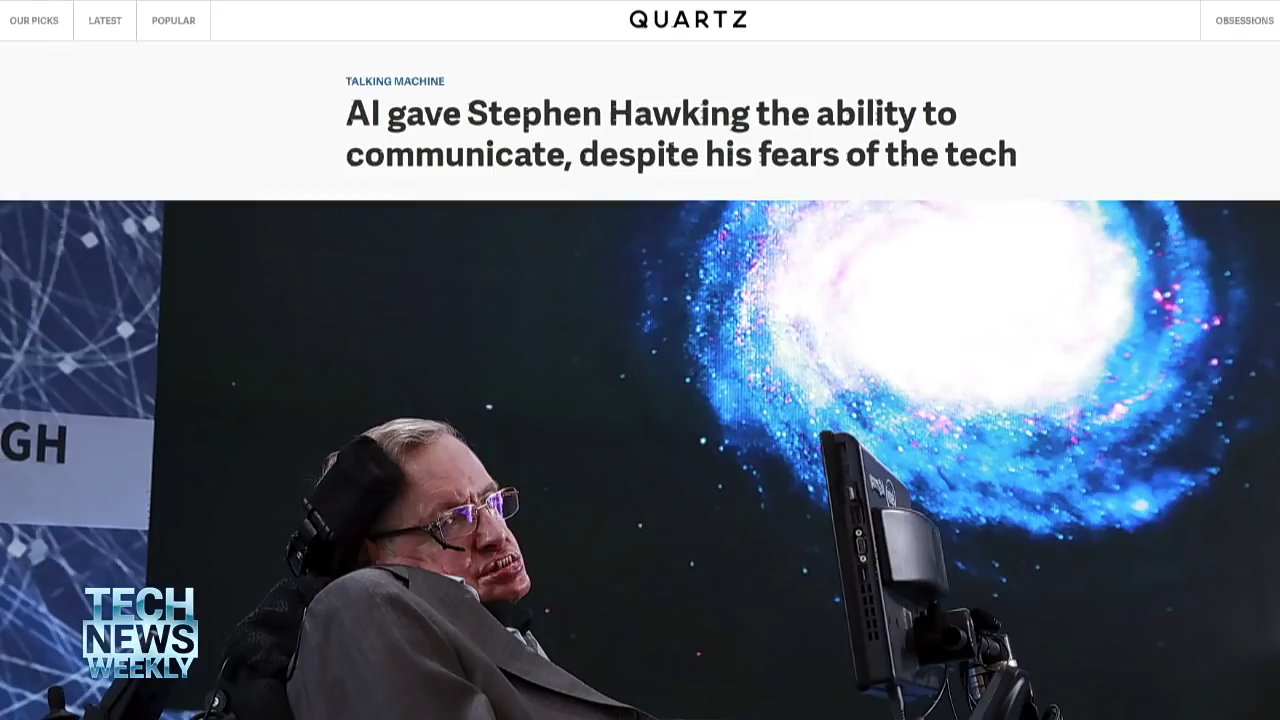 OUR PICKS
LATEST
POPULAR
QUARTZ
OBSESSIONS
TALKING MACHINE
AI gave Stephen Hawking the ability to
communicate, despite his fears of the tech
GH
TECH
NEWS
WEEKLY